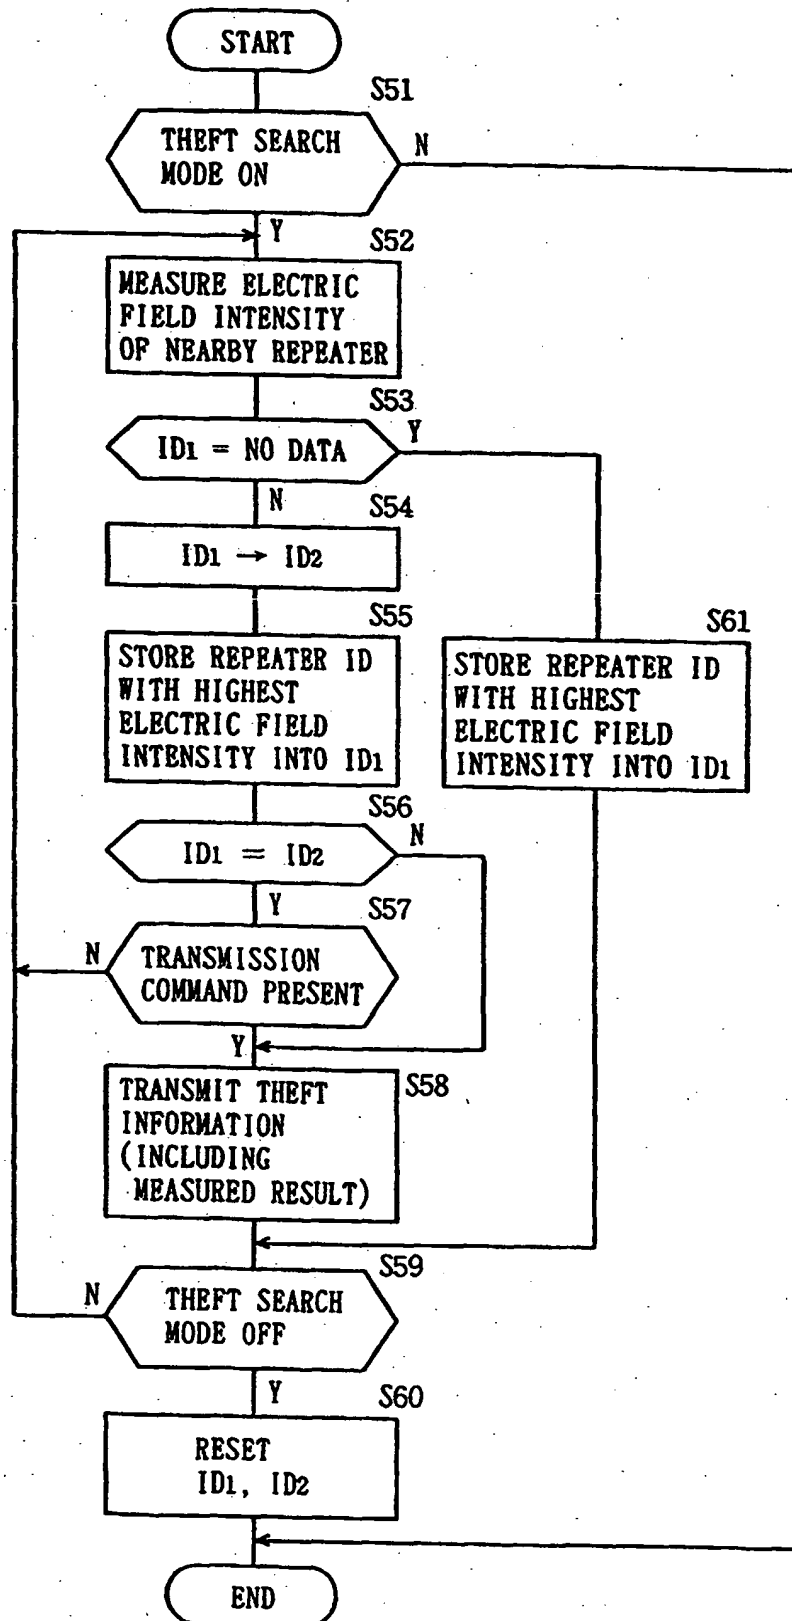 START
S51
THEFT SEARCH
MODE ON
N
Y
S52
MEASURE ELECTRIC
FIELD INTENSITY
OF NEARBY REPEATER
S53
ID1 = NO DATA
Y
N
S54
ID1 → ID2
S55
STORE REPEATER ID
WITH HIGHEST
ELECTRIC FIELD
INTENSITY INTO ID1
S61
STORE REPEATER ID
WITH HIGHEST
ELECTRIC FIELD
INTENSITY INTO ID1
S56
ID1 = ID2
N
Y
S57
TRANSMISSION
COMMAND PRESENT
N
Y
S58
TRANSMIT THEFT
INFORMATION
(INCLUDING
MEASURED RESULT)
S59
THEFT SEARCH
MODE OFF
N
Y
S60
RESET
ID1, ID2
END